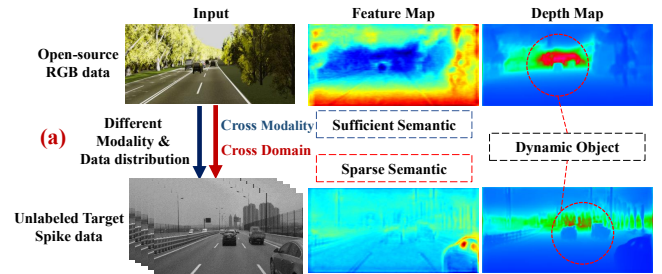 Input
Feature Map
Depth Map
Open-source
RGB data
(a)
Different
Modality &
Data distribution
Cross Modality
Cross Domain
Sufficient Semantic
Sparse Semantic
Dynamic Object
Unlabeled Target
Spike data